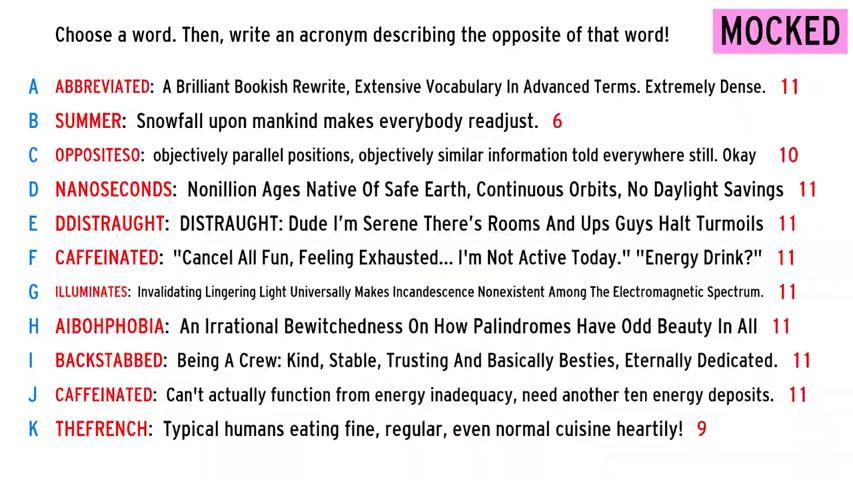 Choose a word. Then, write an acronym describing the opposite of that word! MOCKED
A ABBREVIATED: A Brilliant Bookish Rewrite, Extensive Vocabulary In Advanced Terms. Extremely Dense. 11
B SUMMER: Snowfall upon mankind makes everybody readjust. 6
C OPPOSITESO: objectively parallel positions, objectively similar information told everywhere still. Okay 10
D NANOSECONDS: Nonillion Ages Native Of Safe Earth, Continuous Orbits, No Daylight Savings 11
E DDISTRAUGHT: DISTRAUGHT: Dude I'm Serene There's Rooms And Ups Guys Halt Turmoils 11
F CAFFEINATED: "Cancel All Fun, Feeling Exhausted... I'm Not Active Today." "Energy Drink?" 11
G ILLUMINATES: Invalidating Lingering Light Universally Makes Incandescence Nonexistent Among The Electromagnetic Spectrum. 11
H AIBOHPHOBIA: An Irrational Bewitchedness On How Palindromes Have Odd Beauty In All 11
I BACKSTABBED: Being A Crew: Kind, Stable, Trusting And Basically Besties, Eternally Dedicated. 11
J CAFFEINATED: Can't actually function from energy inadequacy, need another ten energy deposits. 11
K THEFRENCH: Typical humans eating fine, regular, even normal cuisine heartily! 9